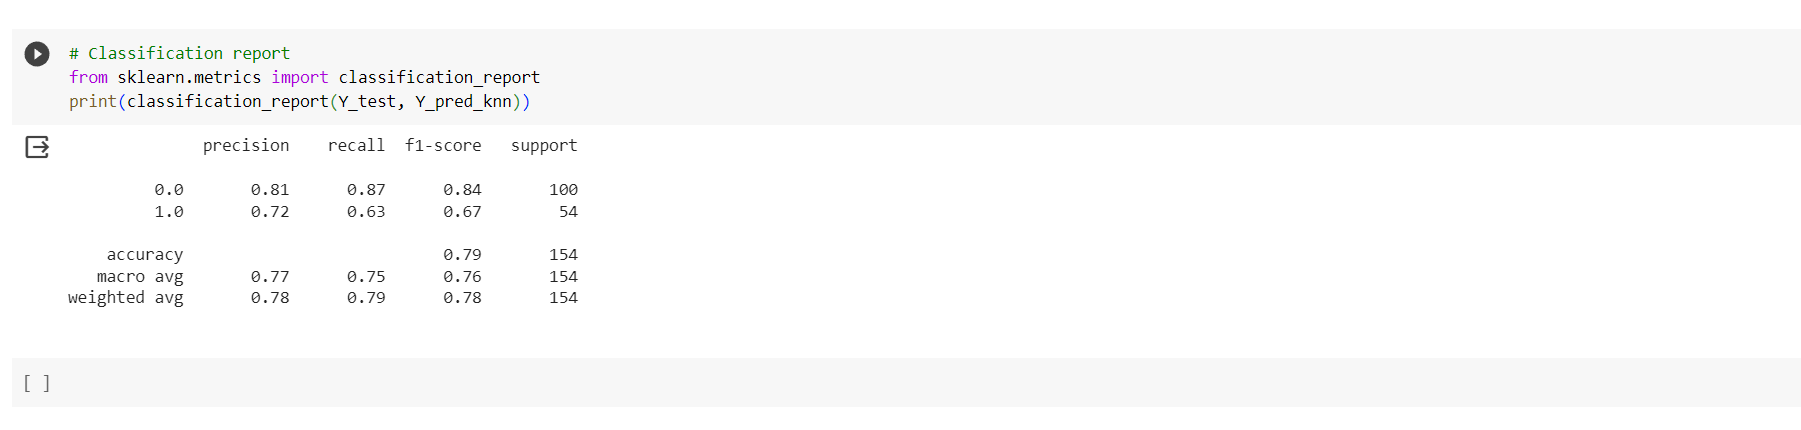 # Classification report
from sklearn.metrics import classification_report
print(classification_report(Y_test, Y_pred_knn))
precision recall f1-score support
0.0 0.81 0.87 0.84 100
1.0 0.72 0.63 0.67 54
accuracy 0.79 154
macro avg 0.77 0.75 0.76 154
weighted avg 0.78 0.79 0.78 154
[ ]